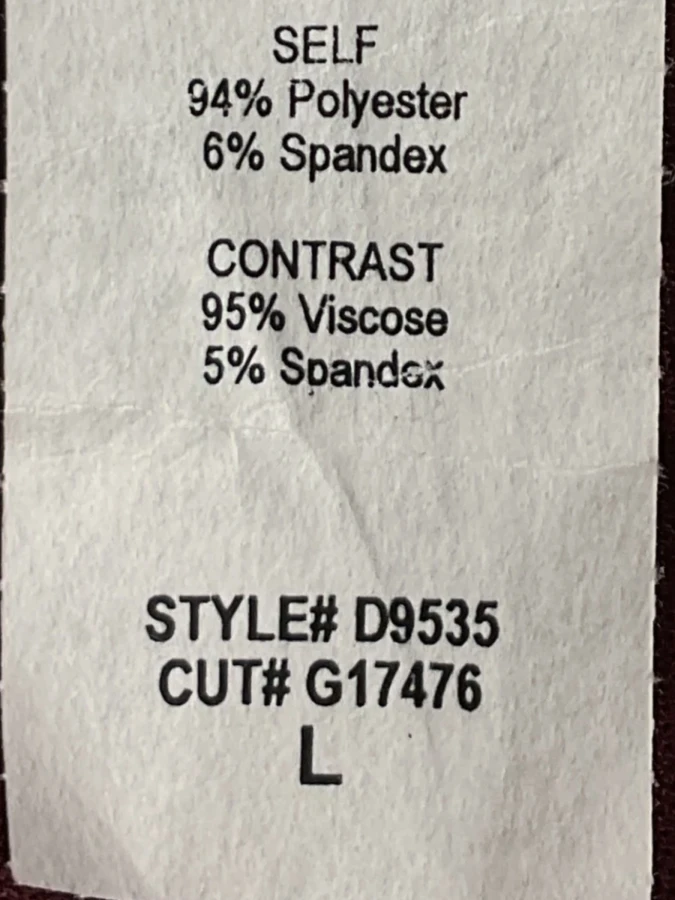 SELF
94% Polyester
6% Spandex
CONTRAST
95% Viscose
5% Spandex
STYLE# D9535
CUT# G17476
L